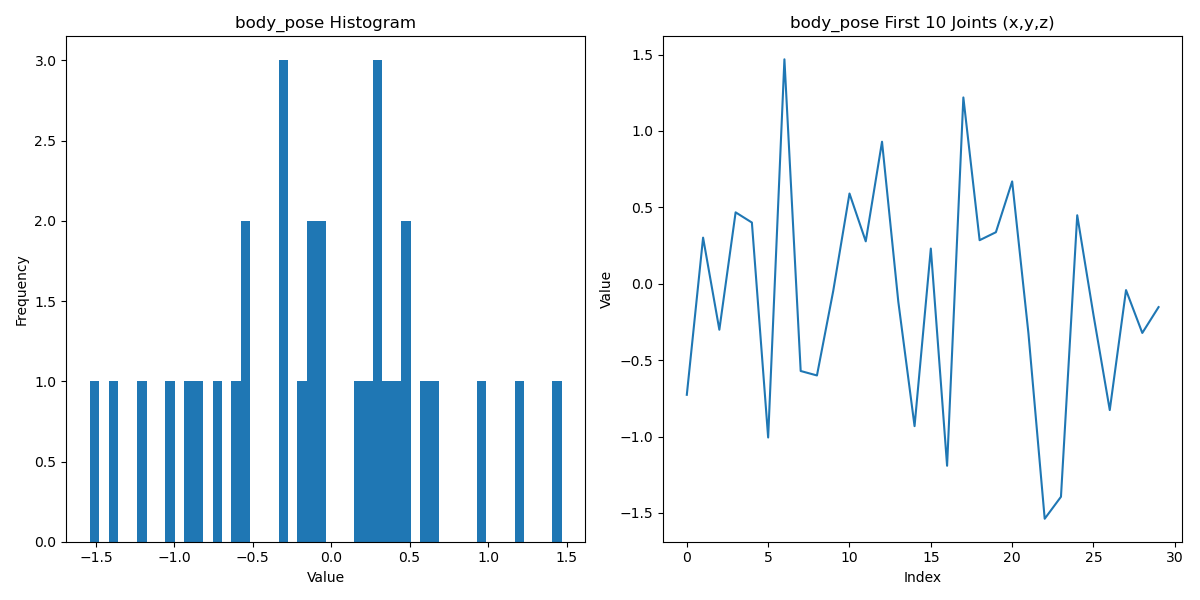 body_pose Histogram
3.0
2.5
2.0
1.5
1.0
0.5
0.0
Frequency
−1.5 −1.0 −0.5 0.0 0.5 1.0 1.5
Value
body_pose First 10 Joints (x,y,z)
1.5
1.0
0.5
0.0
−0.5
−1.0
−1.5
Value
0 5 10 15 20 25 30
Index